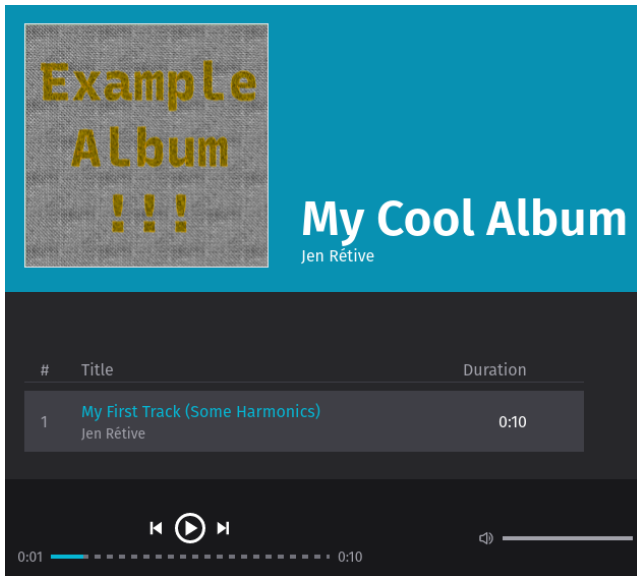 Example
Album
!!!
My Cool Album
Jen Rétive
# Title Duration
1 My First Track (Some Harmonics) 0:10
Jen Rétive
0:01 0:10